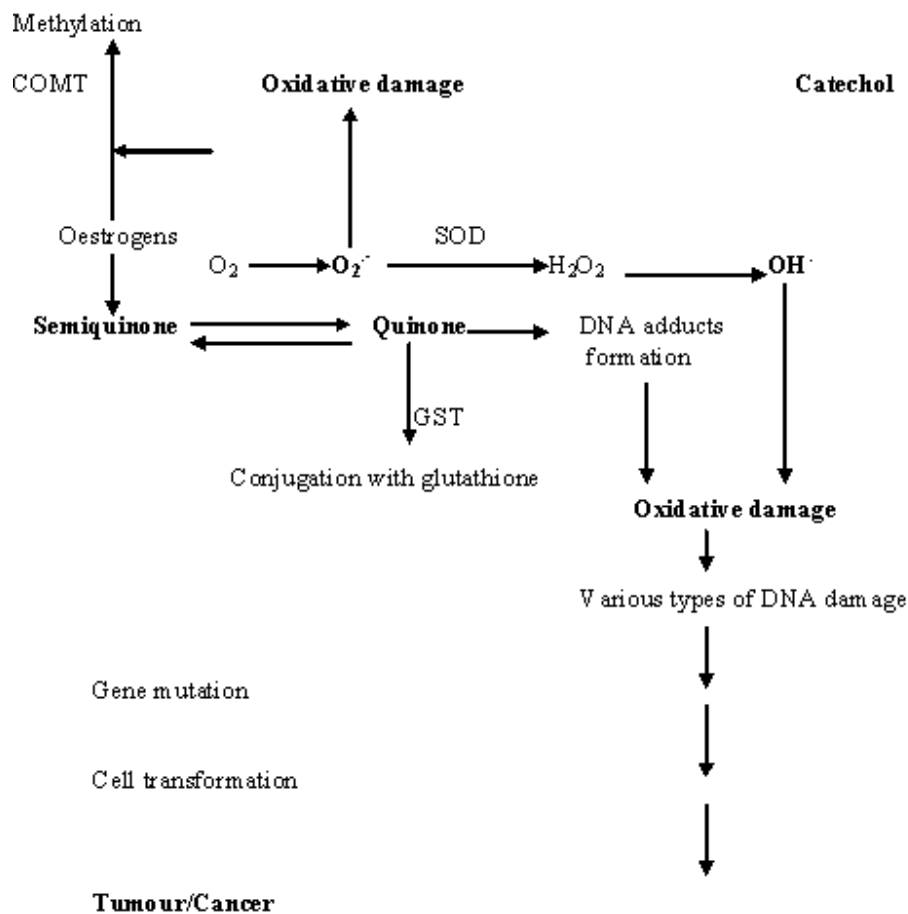 Methylation
COMT Oxidative damage Catechol
Oestrogens SOD
O₂ O₂·⁻ H₂O₂ OH·
Semiquinone Quinone DNA adducts
formation
GST
Conjugation with glutathione
Oxidative damage
Various types of DNA damage
Gene mutation
Cell transformation
Tumour/Cancer